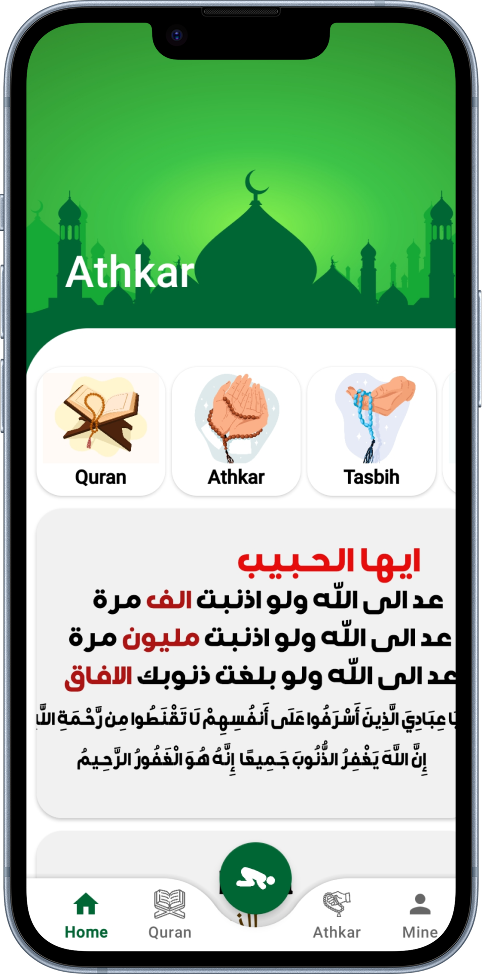 Athkar
Quran
Athkar
Tasbih
ايها الحبيب
عد الى الله ولو اذنبت الف مرة
عد الى الله ولو اذنبت مليون مرة
عد الى الله ولو بلغت ذنوبك الافاق
عِبَادِيَ الَّذِينَ أَسْرَفُوا عَلَى أَنفُسِهِمْ لَا تَقْنَطُوا مِن رَّحْمَةِ
إِنَّ اللَّهَ يَغْفِرُ الذُّنُوبَ جَمِيعًا إِنَّهُ هُوَ الْغَفُورُ الرَّحِيمُ
Home
Quran
Athkar
Mine